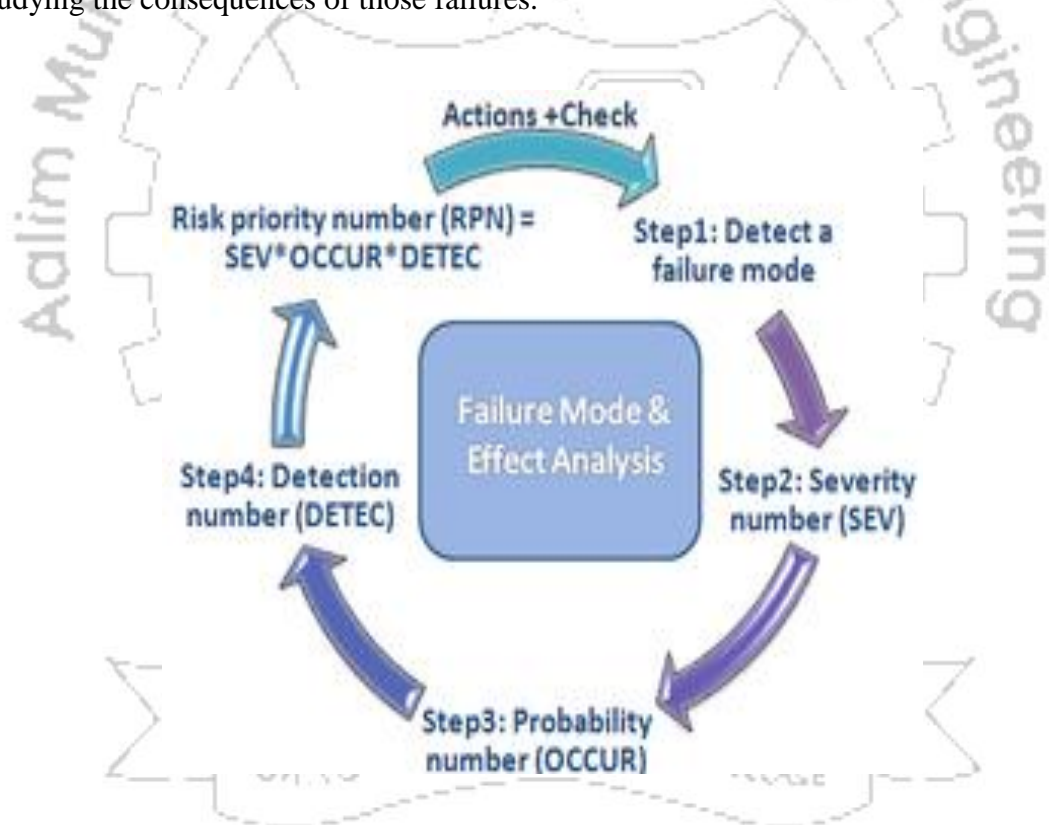 the consequences of those failures.
Actions +Check
Risk priority number (RPN) =
SEV*OCCUR*DETEC
Step1: Detect a
failure mode
Failure Mode &
Effect Analysis
Step4: Detection
number (DETEC)
Step2: Severity
number (SEV)
Step3: Probability
number (OCCUR)
Aalim